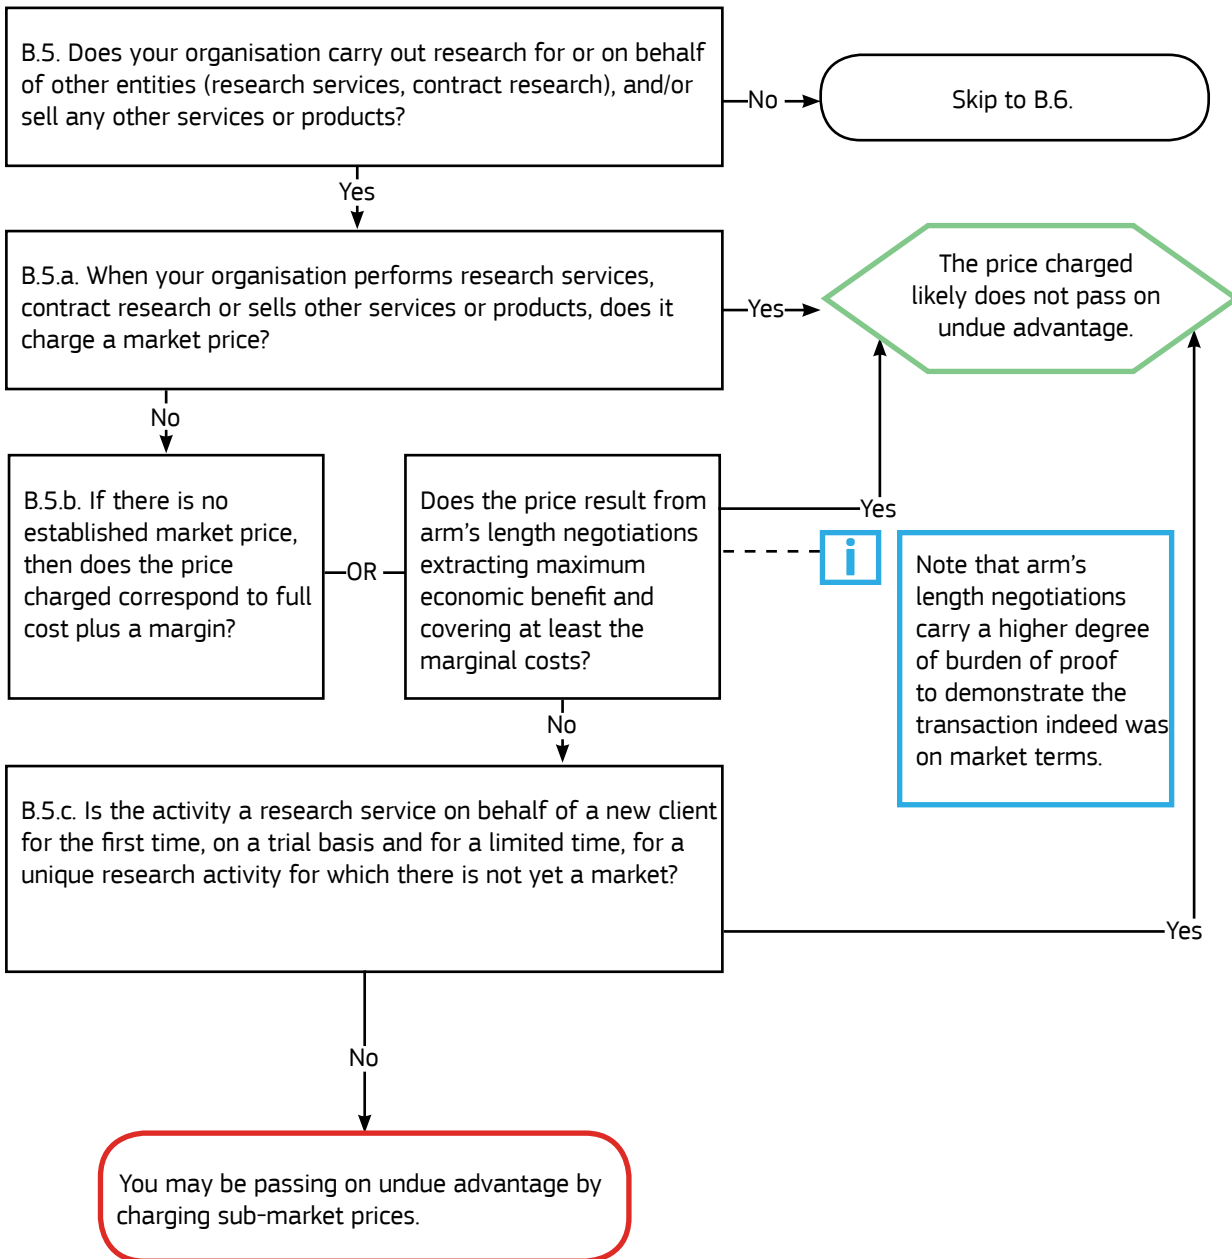 B.5. Does your organisation carry out research for or on behalf
of other entities (research services, contract research), and/or
sell any other services or products?
No
Skip to B.6.
Yes
B.5.a. When your organisation performs research services,
contract research or sells other services or products, does it
charge a market price?
Yes
The price charged
likely does not pass on
undue advantage.
No
B.5.b. If there is no
established market price,
then does the price
charged correspond to full
cost plus a margin?
OR
Does the price result from
arm's length negotiations
extracting maximum
economic benefit and
covering at least the
marginal costs?
Yes
i
Note that arm's
length negotiations
carry a higher degree
of burden of proof
to demonstrate the
transaction indeed was
on market terms.
No
B.5.c. Is the activity a research service on behalf of a new client
for the first time, on a trial basis and for a limited time, for a
unique research activity for which there is not yet a market?
Yes
No
You may be passing on undue advantage by
charging sub-market prices.